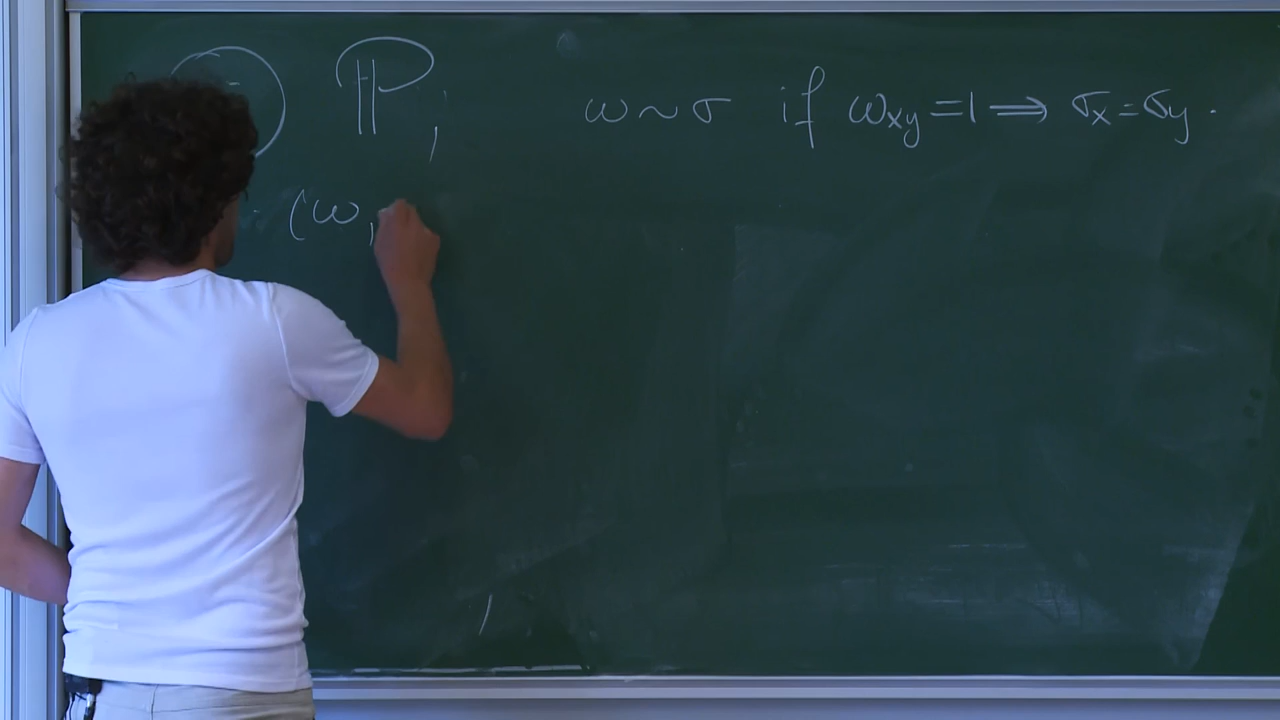 ℙ, ω ~ σ if ω_xy = 1 ⟹ σ_x = σ_y.
(ω,